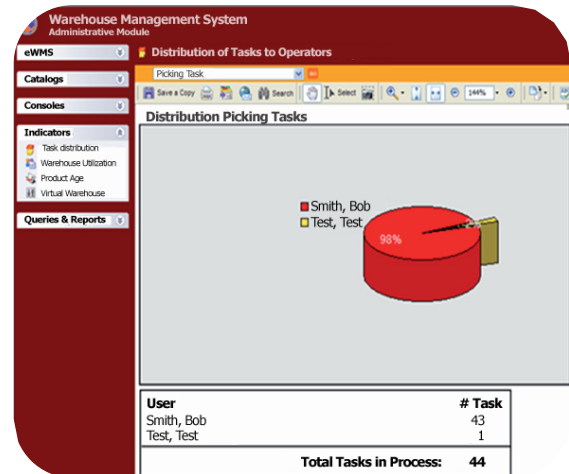 Warehouse Management System
Administrative Module
eWMS
Distribution of Tasks to Operators
Catalogs
Picking Task
Save a Copy Search Select 144%
Consoles
Distribution Picking Tasks
Indicators
Task distribution
Warehouse Utilization
Product Age
Virtual Warehouse
Queries & Reports
Smith, Bob
Test, Test
98%
User # Task
Smith, Bob 43
Test, Test 1
Total Tasks in Process: 44